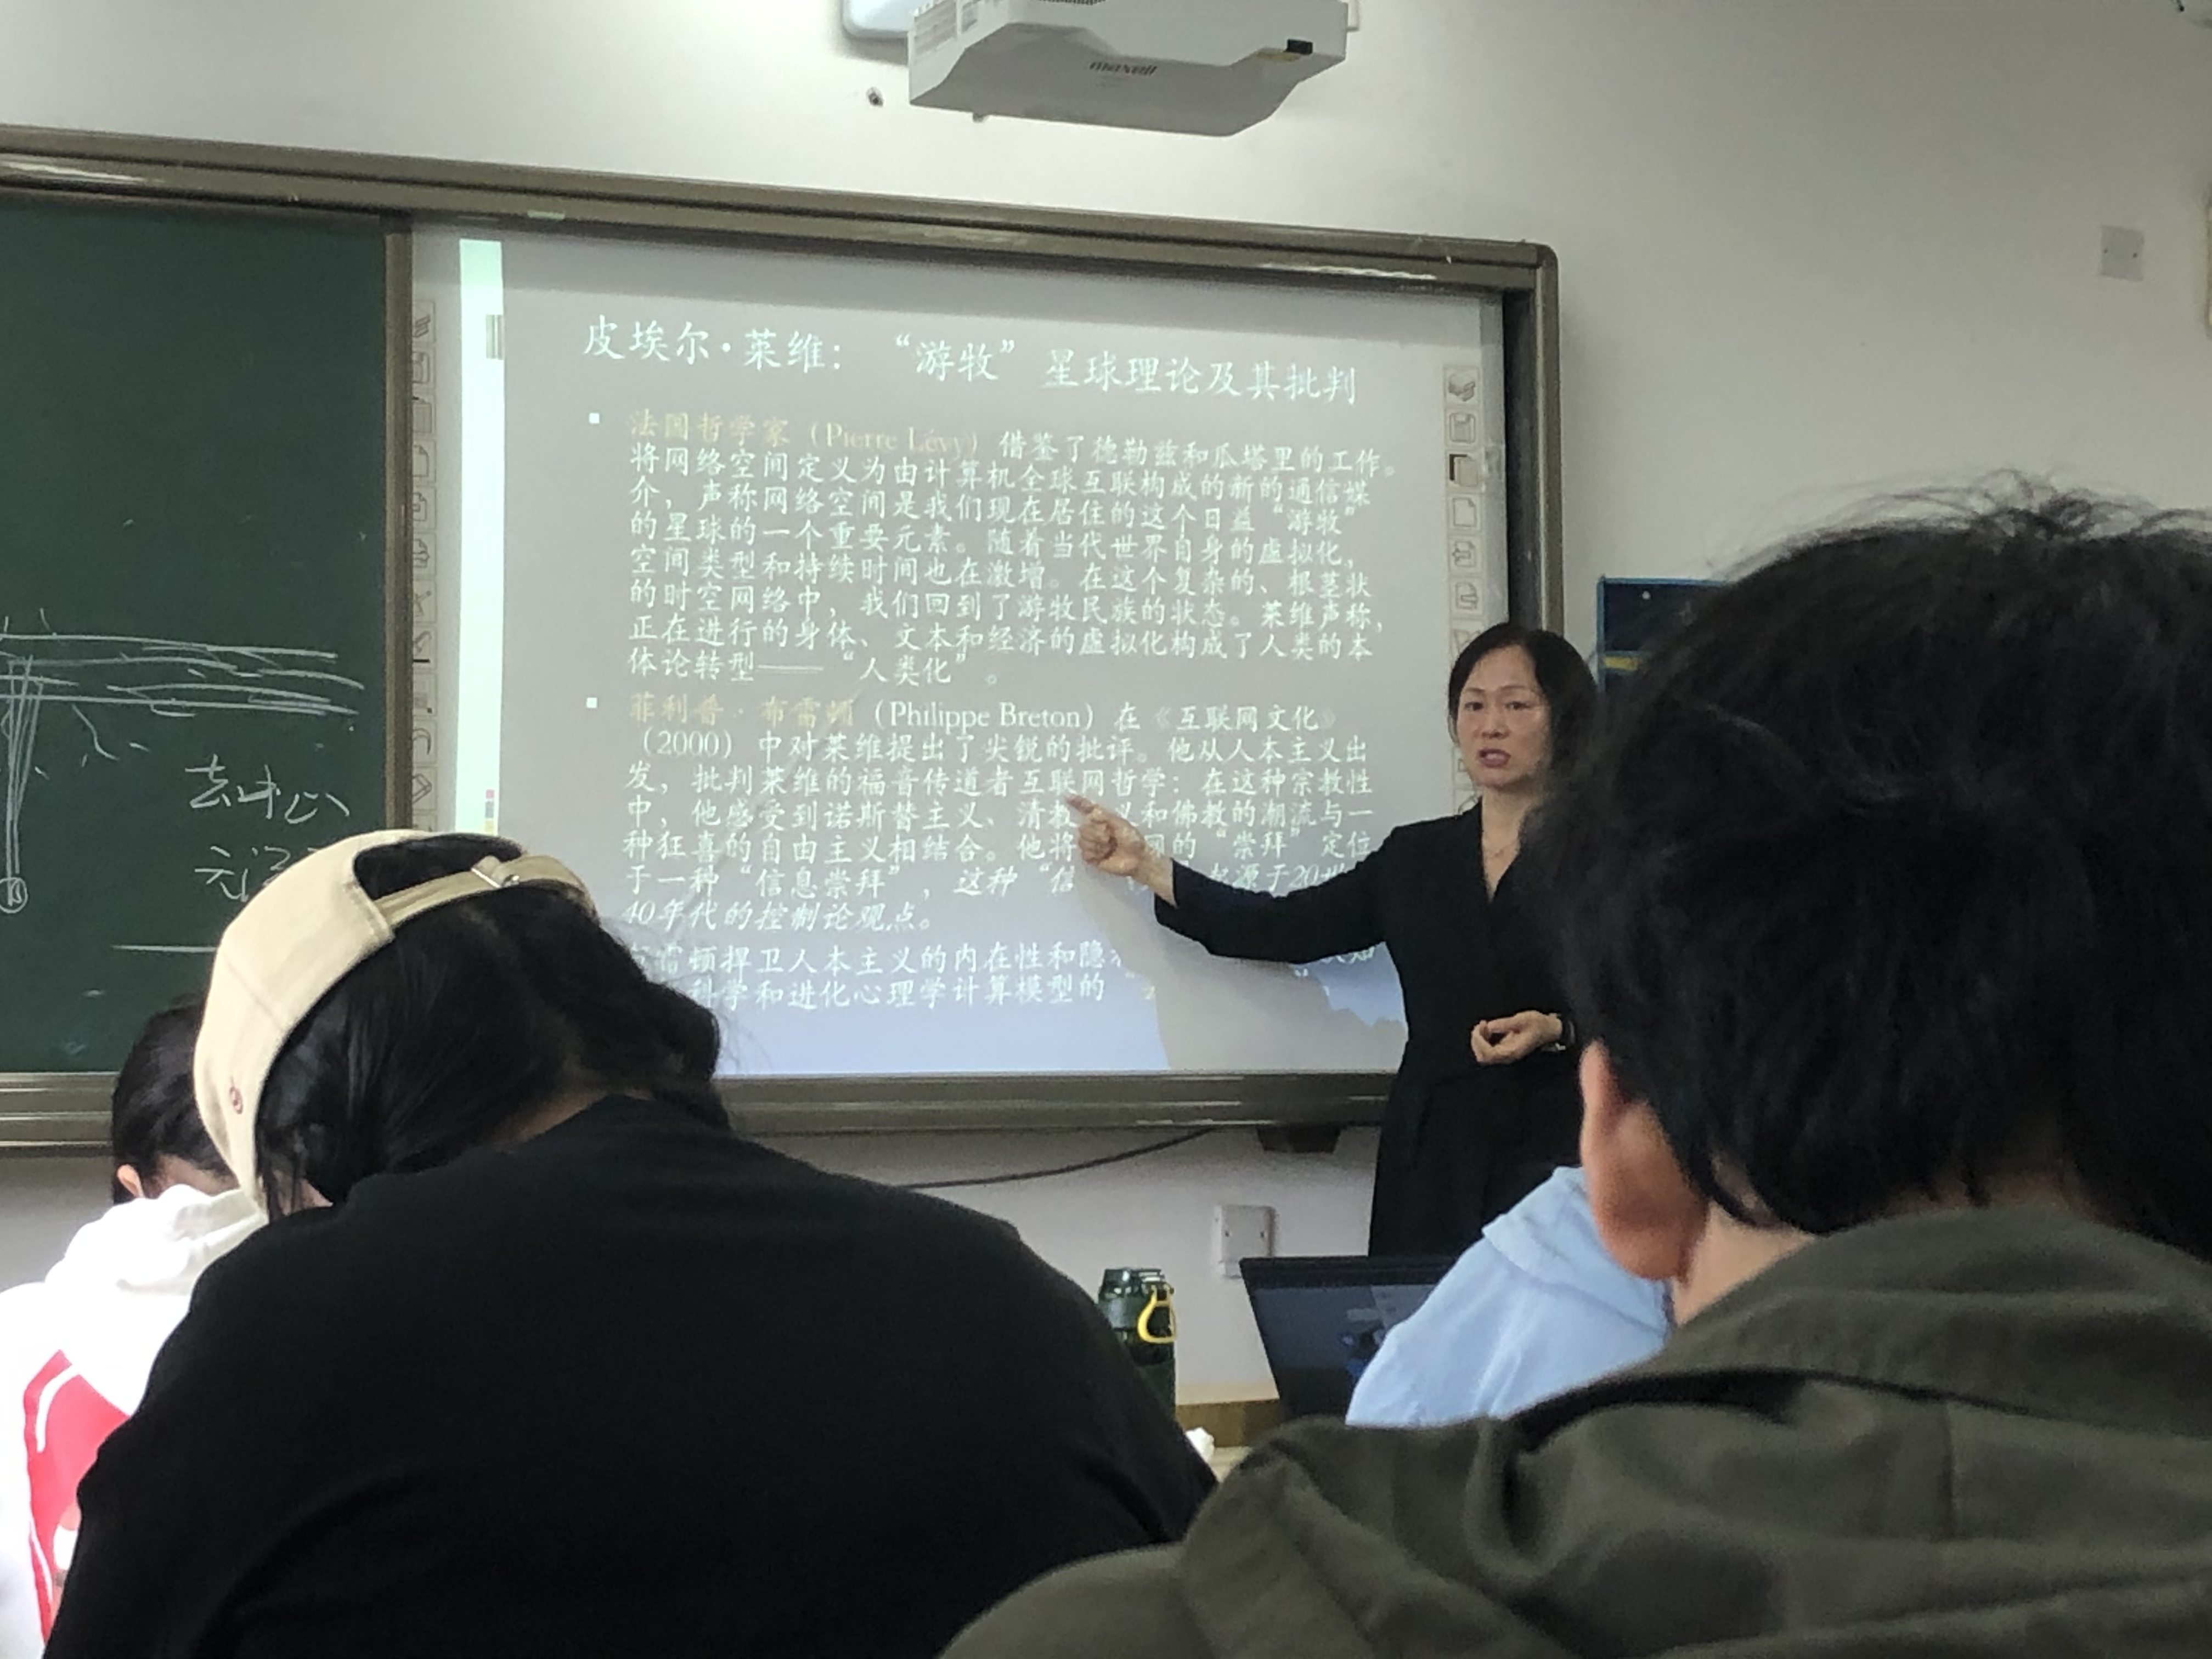 maxell
皮埃尔·莱维：“游牧”星球理论及其批判
法国哲学家（Pierre Lévy）借鉴了德勒兹和瓜塔里的工作。
将网络空间定义为由计算机全球互联构成的新的通信媒
介，声称网络空间是我们现在居住的这个日益“游牧”
的星球的一个重要元素。随着当代世界自身的虚拟化，
空间类型和持续时间也在激增。在这个复杂的、根茎状
的时空网络中，我们回到了游牧民族的状态。莱维声称，
正在进行的身体、文本和经济的虚拟化构成了人类的本
体论转型——“人类化”。
菲利普·布雷顿（Philippe Breton）在《互联网文化》
（2000）中对莱维提出了尖锐的批评。他从人本主义出
发，批判莱维的福音传道者互联网哲学：在这种宗教性
中，他感受到诺斯替主义、清教 和佛教的潮流与一
种狂喜的自由主义相结合。他将 的“崇拜”定位
于一种“信息崇拜”，这种“信 源于20世
40年代的控制论观点。
雷顿捍卫人本主义的内在性和隐
科学和进化心理学计算模型的
去中心